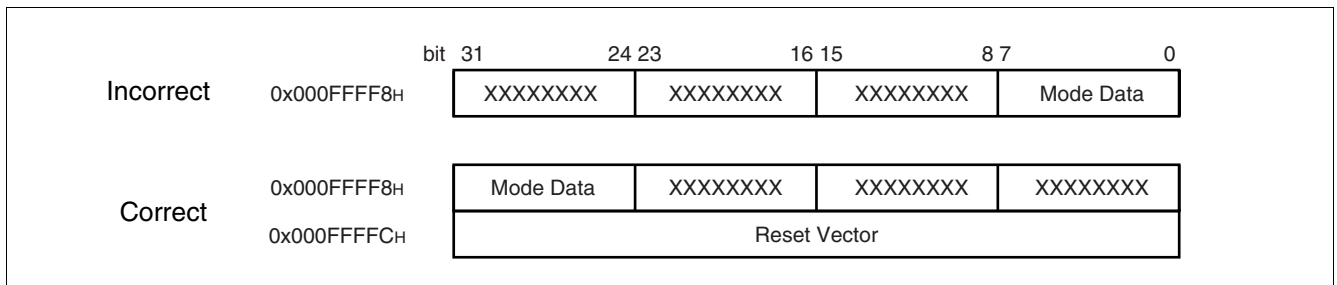 bit 31 24 23 16 15 8 7 0
Incorrect 0x000FFFF8H XXXXXXXX XXXXXXXX XXXXXXXX Mode Data
0x000FFFF8H Mode Data XXXXXXXX XXXXXXXX XXXXXXXX
Correct
0x000FFFFCH Reset Vector